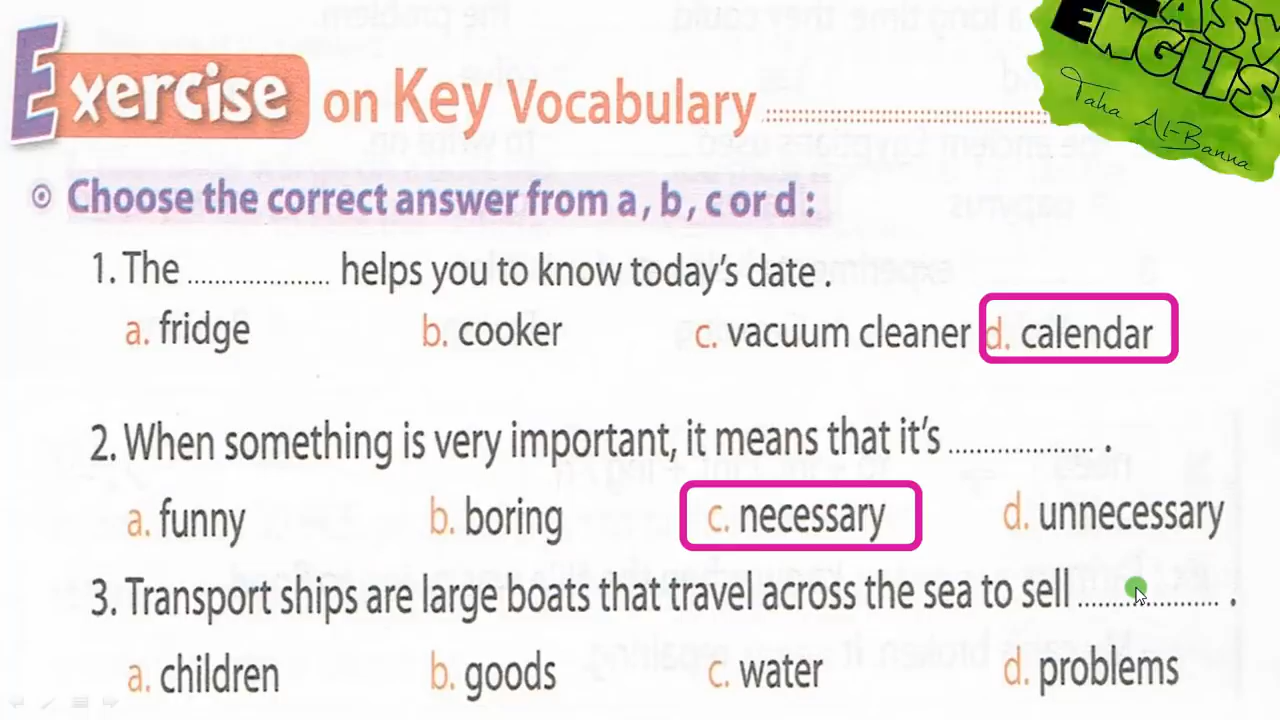 EASY
ENGLIS
Taha Al-Banna
Exercise on Key Vocabulary
Choose the correct answer from a, b, c or d :
1. The .................... helps you to know today's date .
a. fridge b. cooker c. vacuum cleaner d. calendar
2. When something is very important, it means that it's .................... .
a. funny b. boring c. necessary d. unnecessary
3. Transport ships are large boats that travel across the sea to sell .................... .
a. children b. goods c. water d. problems